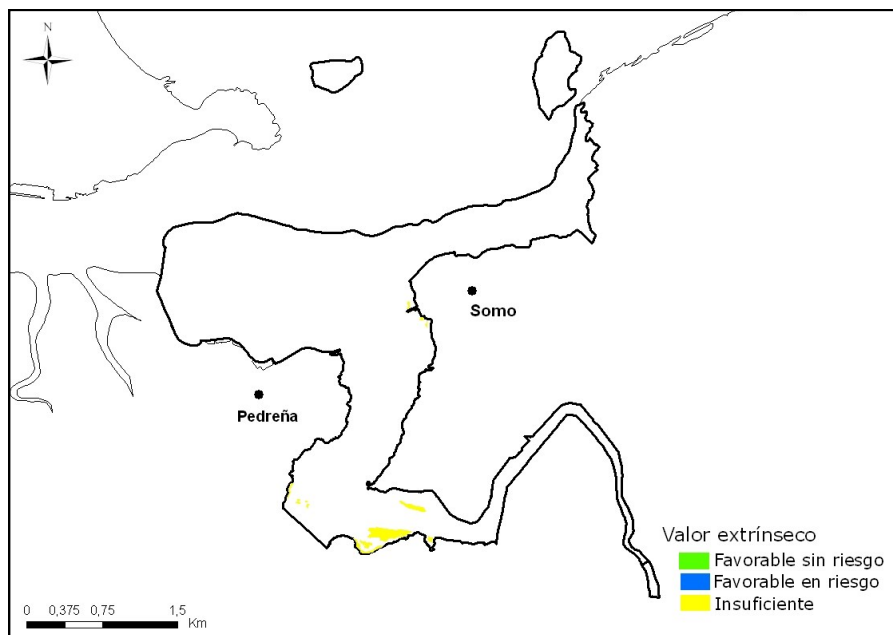 N
Somo
Pedreña
Valor extrínseco
Favorable sin riesgo
Favorable en riesgo
Insuficiente
0 0,375 0,75 1,5
Km